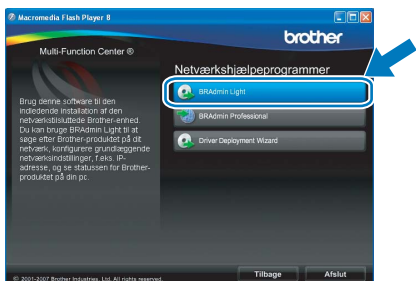 Macromedia Flash Player 8
brother
Multi-Function Center ®
Netværkshjælpeprogrammer
Brug denne software til den
indledende installation af den
netværkstilsluttede Brother-enhed.
Du kan bruge BRAdmin Light til at
søge efter Brother-produktet på dit
netværk, konfigurere grundlæggende
netværksindstillinger, f.eks. IP-
adresse, og se statussen for Brother-
produktet på din pc.
BRAdmin Light
BRAdmin Professional
Driver Deployment Wizard
© 2001-2007 Brother Industries, Ltd. All rights reserved.
Tilbage
Afslut